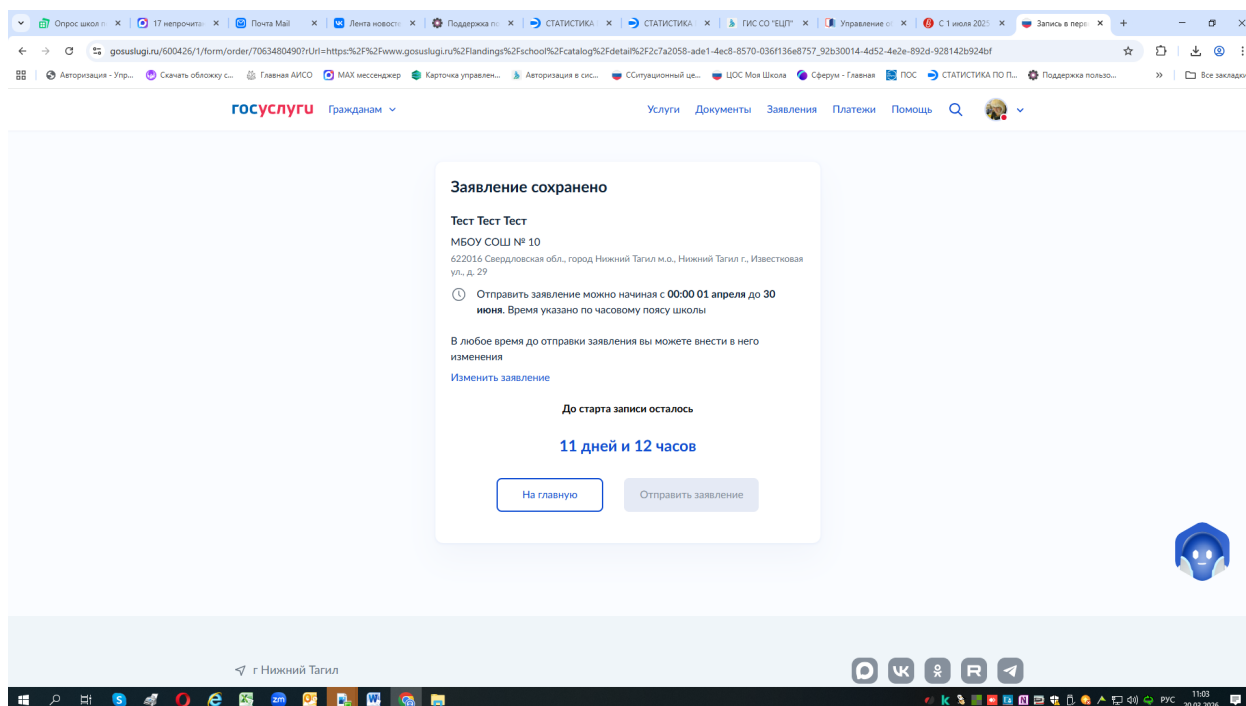 Опрос школ п
17 непрочита
Почта Mail
Лента новосте
Поддержка по
СТАТИСТИКА
СТАТИСТИКА
ГИС СО "ЕЦП"
Управление о
С 1 июля 2025
Запись в перв
gosuslugi.ru/600426/1/form/order/7063480490?rUrl=https:%2F%2Fwww.gosuslugi.ru%2Flandings%2Fschool%2Fcatalog%2Fdetail%2F2c7a2058-ade1-4ec8-8570-036f136e8757_92b30014-4d52-4e2e-892d-928142b924bf
Авторизация - Упр...
Скачать обложку с...
Главная АИСО
MAX мессенджер
Карточка управлен...
Авторизация в сис...
ССитуационный це...
ЦОС Моя Школа
Сферум - Главная
ПОС
СТАТИСТИКА ПО П...
Поддержка пользо...
Все закладки
госуслуги Гражданам
Услуги Документы Заявления Платежи Помощь
Заявление сохранено
Тест Тест Тест
МБОУ СОШ № 10
622016 Свердловская обл., город Нижний Тагил м.о., Нижний Тагил г., Известковая
ул., д. 29
Отправить заявление можно начиная с 00:00 01 апреля до 30
июня. Время указано по часовому поясу школы
В любое время до отправки заявления вы можете внести в него
изменения
Изменить заявление
До старта записи осталось
11 дней и 12 часов
На главную
Отправить заявление
г Нижний Тагил
РУС
11:03
20.03.2026